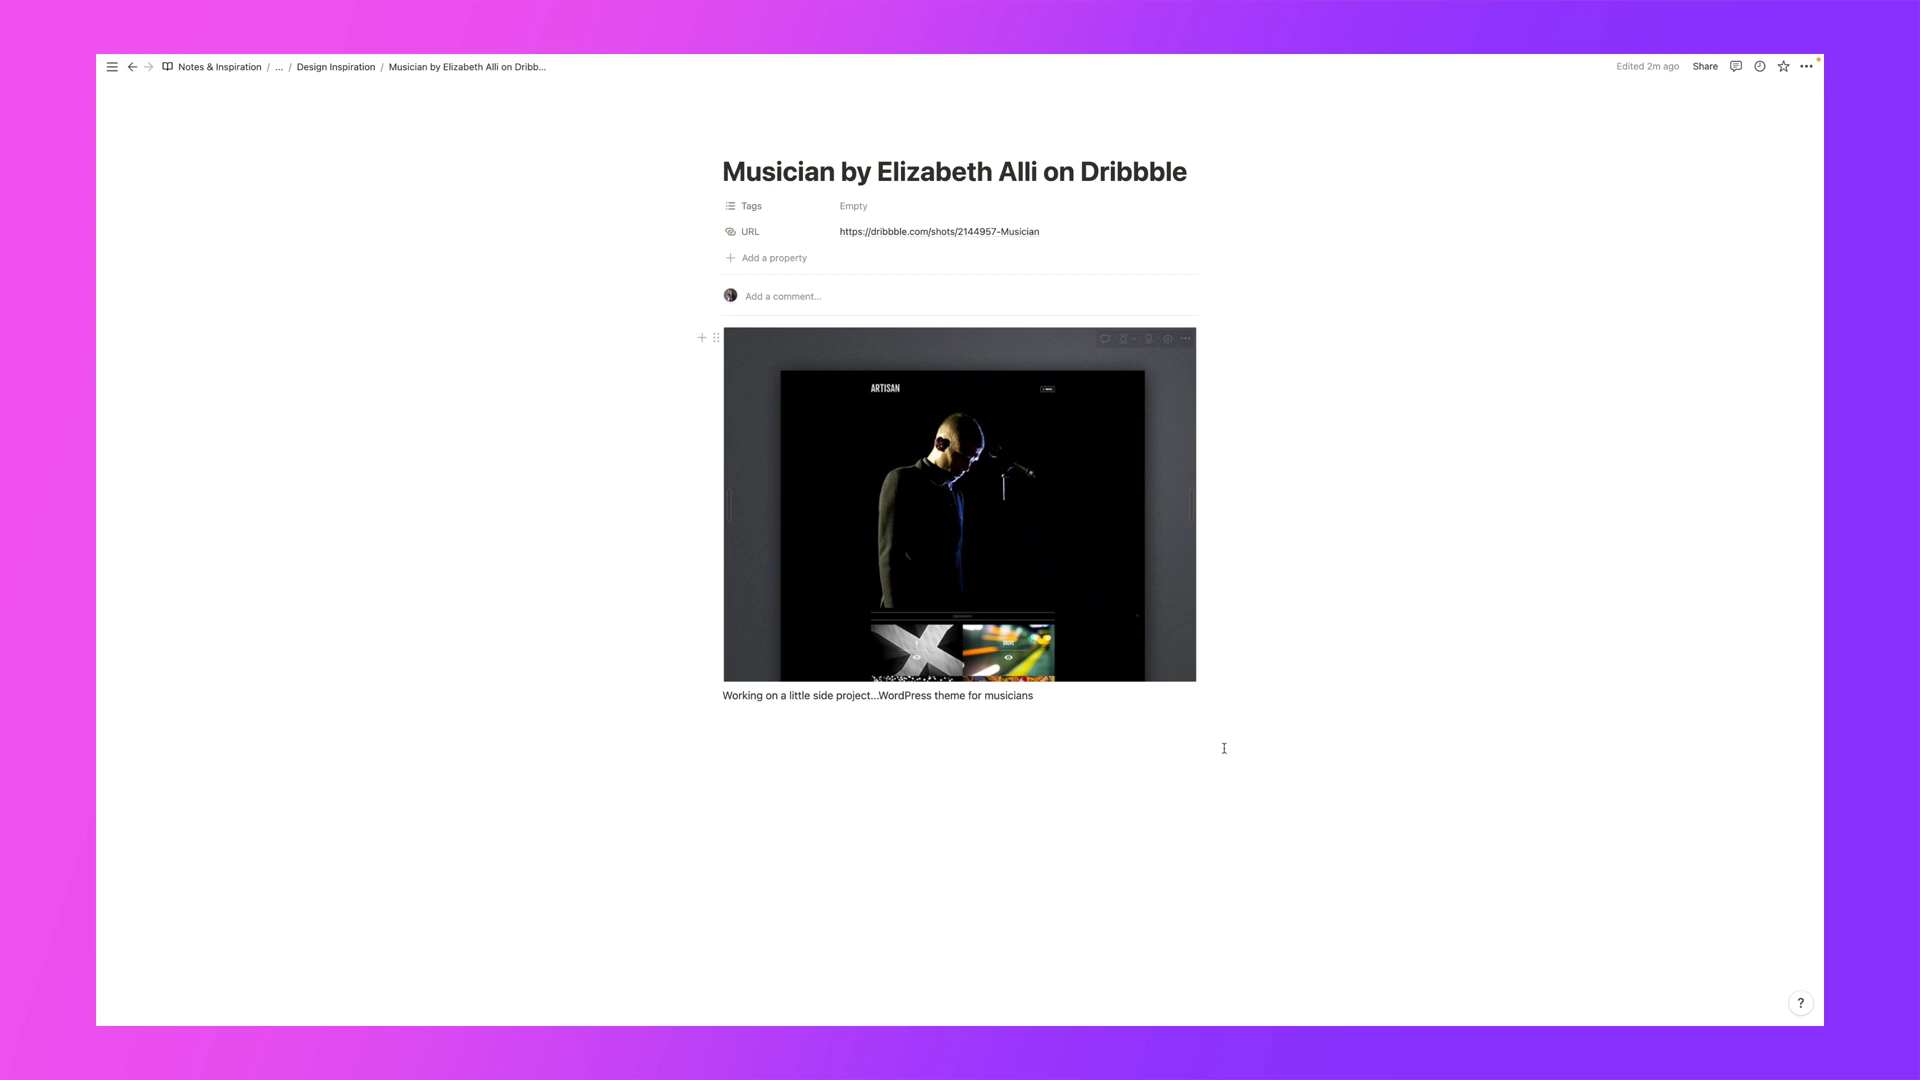 Notes & Inspiration / ... / Design Inspiration / Musician by Elizabeth Alli on Dribb...
Edited 2m ago Share
Musician by Elizabeth Alli on Dribbble
Tags Empty
URL https://dribbble.com/shots/2144957-Musician
Add a property
Add a comment...
ARTISAN
Working on a little side project...WordPress theme for musicians
?